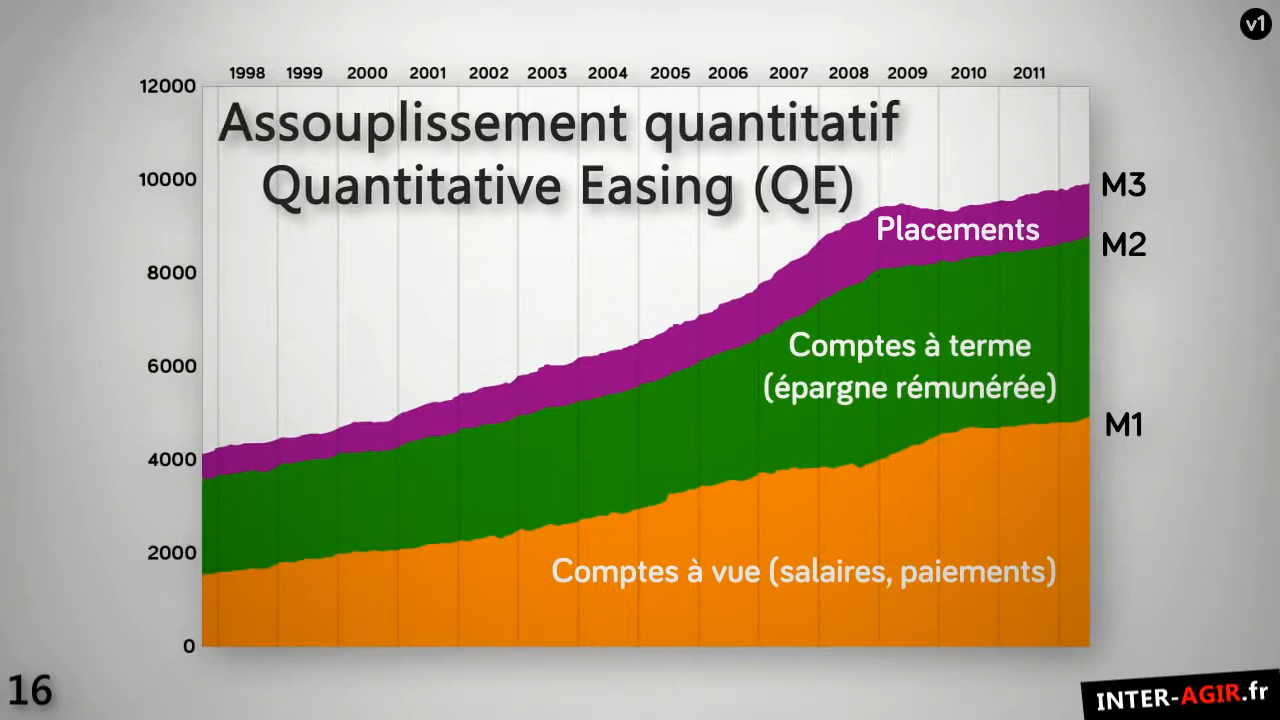 v1
1998 1999 2000 2001 2002 2003 2004 2005 2006 2007 2008 2009 2010 2011
12000
Assouplissement quantitatif
Quantitative Easing (QE)
10000
M3
Placements
M2
8000
Comptes à terme
6000
(épargne rémunérée)
M1
4000
Comptes à vue (salaires, paiements)
2000
0
16
INTER-AGIR.fr